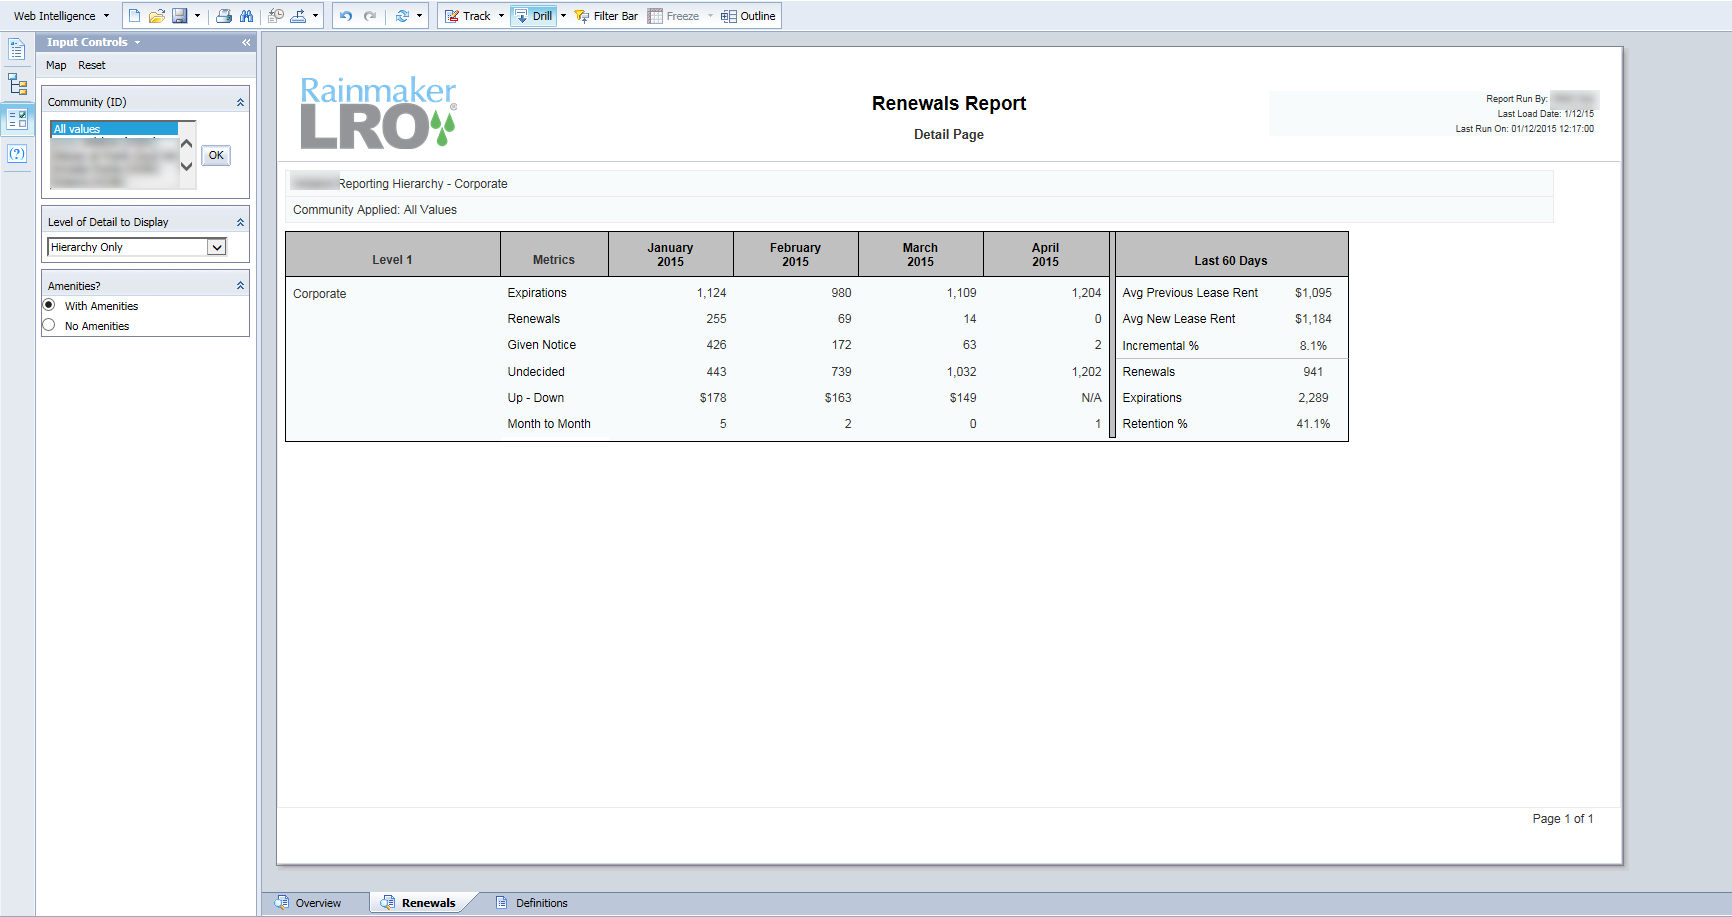 Web Intelligence Track Drill Filter Bar Freeze Outline
Input Controls
Map Reset
Community (ID)
All values
OK
Level of Detail to Display
Hierarchy Only
Amenities?
With Amenities
No Amenities
Rainmaker
LRO
®
Renewals Report
Detail Page
Report Run By:
Last Load Date: 1/12/15
Last Run On: 01/12/2015 12:17:00
Reporting Hierarchy - Corporate
Community Applied: All Values
Level 1 Metrics January 2015 February 2015 March 2015 April 2015 Last 60 Days
Corporate Expirations 1,124 980 1,109 1,204 Avg Previous Lease Rent $1,095
Renewals 255 69 14 0 Avg New Lease Rent $1,184
Given Notice 426 172 63 2 Incremental % 8.1%
Undecided 443 739 1,032 1,202 Renewals 941
Up - Down $178 $163 $149 N/A Expirations 2,289
Month to Month 5 2 0 1 Retention % 41.1%
Page 1 of 1
Overview Renewals Definitions